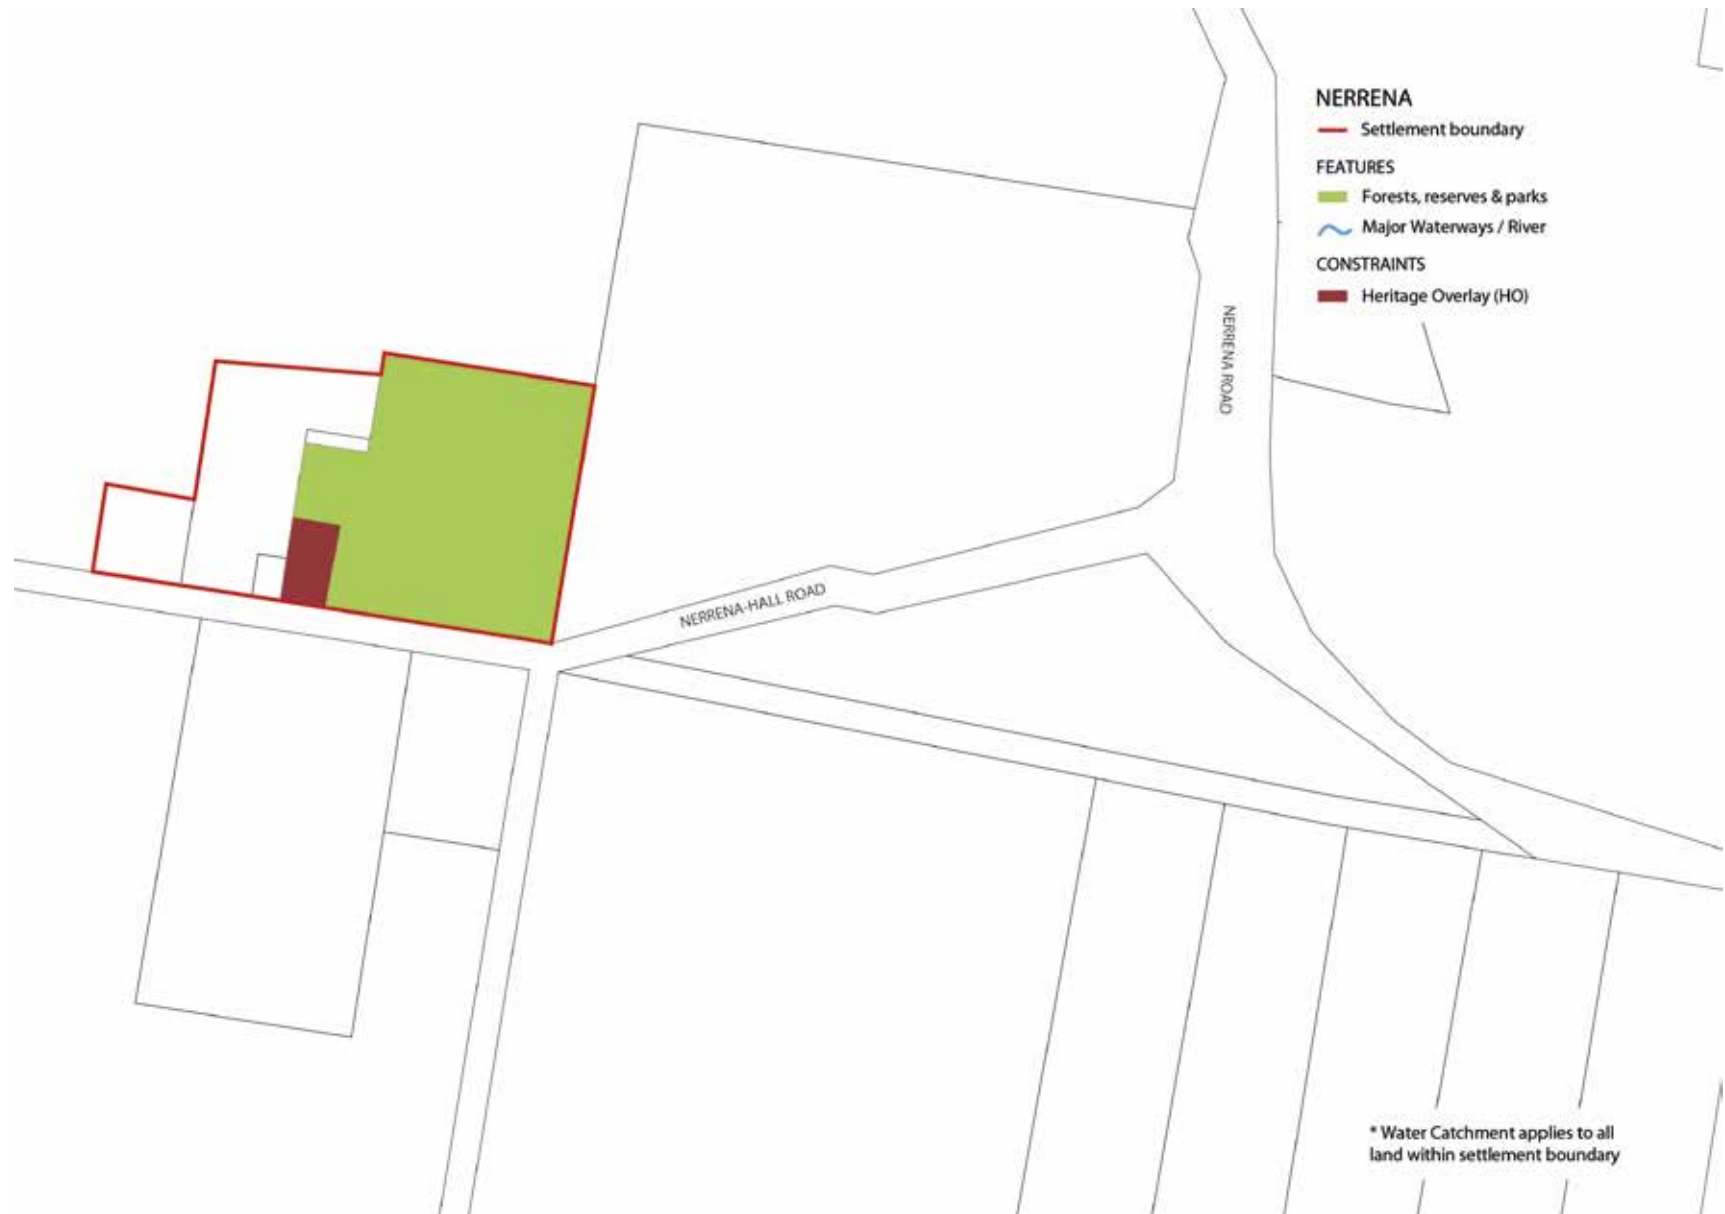 NERRENA
Settlement boundary
FEATURES
Forests, reserves & parks
Major Waterways / River
CONSTRAINTS
Heritage Overlay (HO)
NERRENA ROAD
NERRENA-HALL ROAD
* Water Catchment applies to all
land within settlement boundary